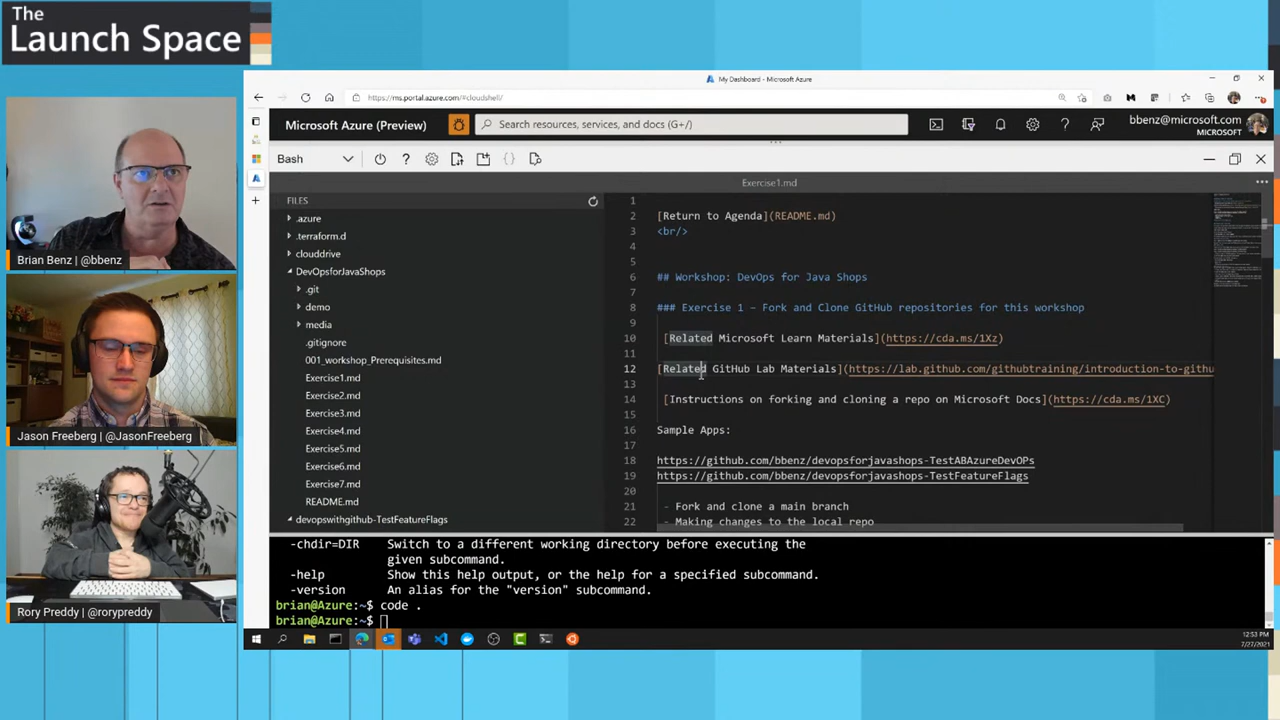 The
Launch Space
My Dashboard - Microsoft Azure
https://ms.portal.azure.com/#cloudshell/
Microsoft Azure (Preview)
Search resources, services, and docs (G+/)
bbenz@microsoft.com
MICROSOFT
Bash
FILES
.azure
.terraform.d
clouddrive
DevOpsforJavaShops
.git
demo
media
.gitignore
001_workshop_Prerequisites.md
Exercise1.md
Exercise2.md
Exercise3.md
Exercise4.md
Exercise5.md
Exercise6.md
Exercise7.md
README.md
devopswithgithub-TestFeatureFlags
Exercise1.md
1
2 [Return to Agenda](README.md)
3 <br/>
4
5
6 ## Workshop: DevOps for Java Shops
7
8 ### Exercise 1 – Fork and Clone GitHub repositories for this workshop
9
10 [Related Microsoft Learn Materials](https://cda.ms/1Xz)
11
12 [Related GitHub Lab Materials](https://lab.github.com/githubtraining/introduction-to-githu
13
14 [Instructions on forking and cloning a repo on Microsoft Docs](https://cda.ms/1XC)
15
16 Sample Apps:
17
18 https://github.com/bbenz/devopsforjavashops-TestABAzureDevOPs
19 https://github.com/bbenz/devopsforjavashops-TestFeatureFlags
20
21 - Fork and clone a main branch
22 - Making changes to the local repo
-chdir=DIR Switch to a different working directory before executing the
given subcommand.
-help Show this help output, or the help for a specified subcommand.
-version An alias for the "version" subcommand.
brian@Azure:~$ code .
brian@Azure:~$
12:53 PM
7/27/2021
Brian Benz | @bbenz
Jason Freeberg | @JasonFreeberg
Rory Preddy | @rorypreddy